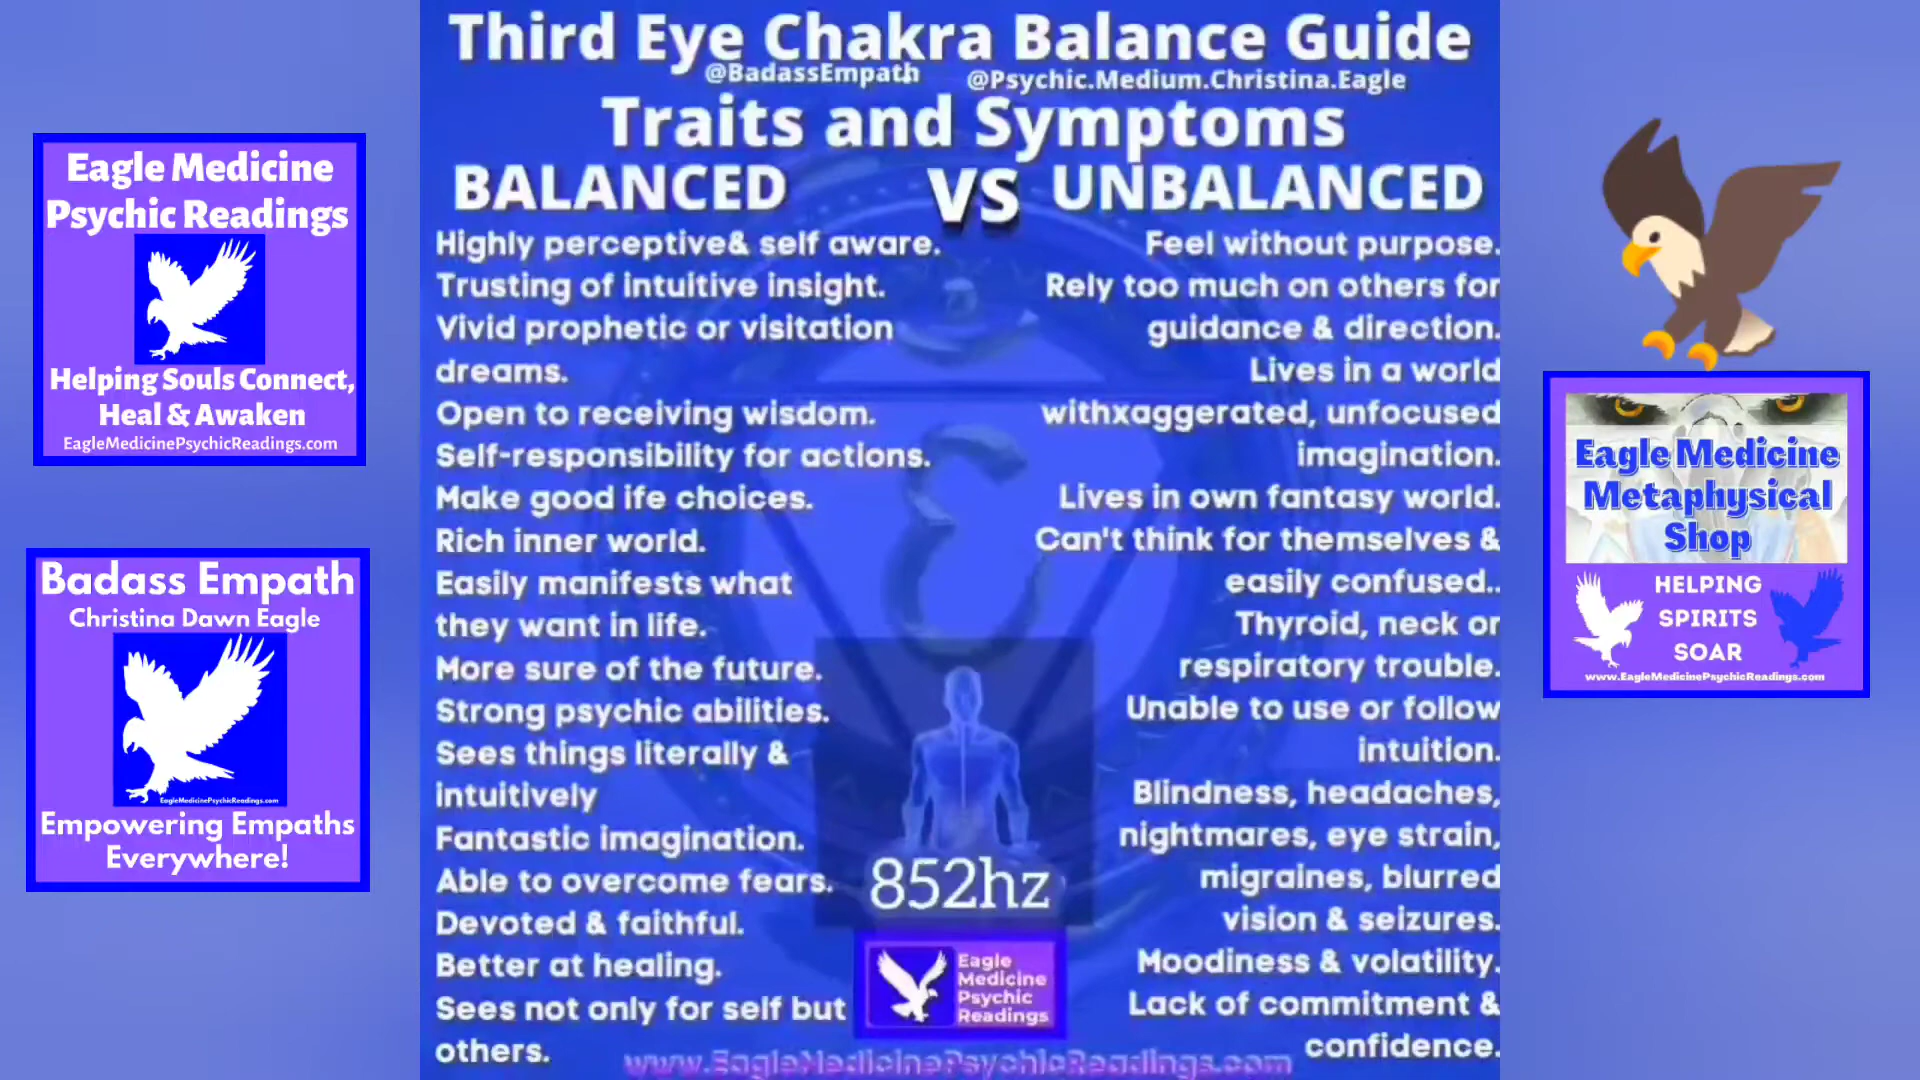 Third Eye Chakra Balance Guide
@BadassEmpath @Psychic.Medium.Christina.Eagle
Traits and Symptoms
BALANCED VS UNBALANCED
Highly perceptive& self aware.
Trusting of intuitive insight.
Vivid prophetic or visitation
dreams.
Open to receiving wisdom.
Self-responsibility for actions.
Make good ife choices.
Rich inner world.
Easily manifests what
they want in life.
More sure of the future.
Strong psychic abilities.
Sees things literally &
intuitively
Fantastic imagination.
Able to overcome fears.
Devoted & faithful.
Better at healing.
Sees not only for self but
others.
Feel without purpose.
Rely too much on others for
guidance & direction.
Lives in a world
withxaggerated, unfocused
imagination.
Lives in own fantasy world.
Can't think for themselves &
easily confused..
Thyroid, neck or
respiratory trouble.
Unable to use or follow
intuition.
Blindness, headaches,
nightmares, eye strain,
migraines, blurred
vision & seizures.
Moodiness & volatility.
Lack of commitment &
confidence.
852hz
Eagle
Medicine
Psychic
Readings
www.EagleMedicinePsychicReadings.com
Eagle Medicine
Psychic Readings
Helping Souls Connect,
Heal & Awaken
EagleMedicinePsychicReadings.com
Badass Empath
Christina Dawn Eagle
EagleMedicinePsychicReadings.com
Empowering Empaths
Everywhere!
Eagle Medicine
Metaphysical
Shop
HELPING
SPIRITS
SOAR
www.EagleMedicinePsychicReadings.com